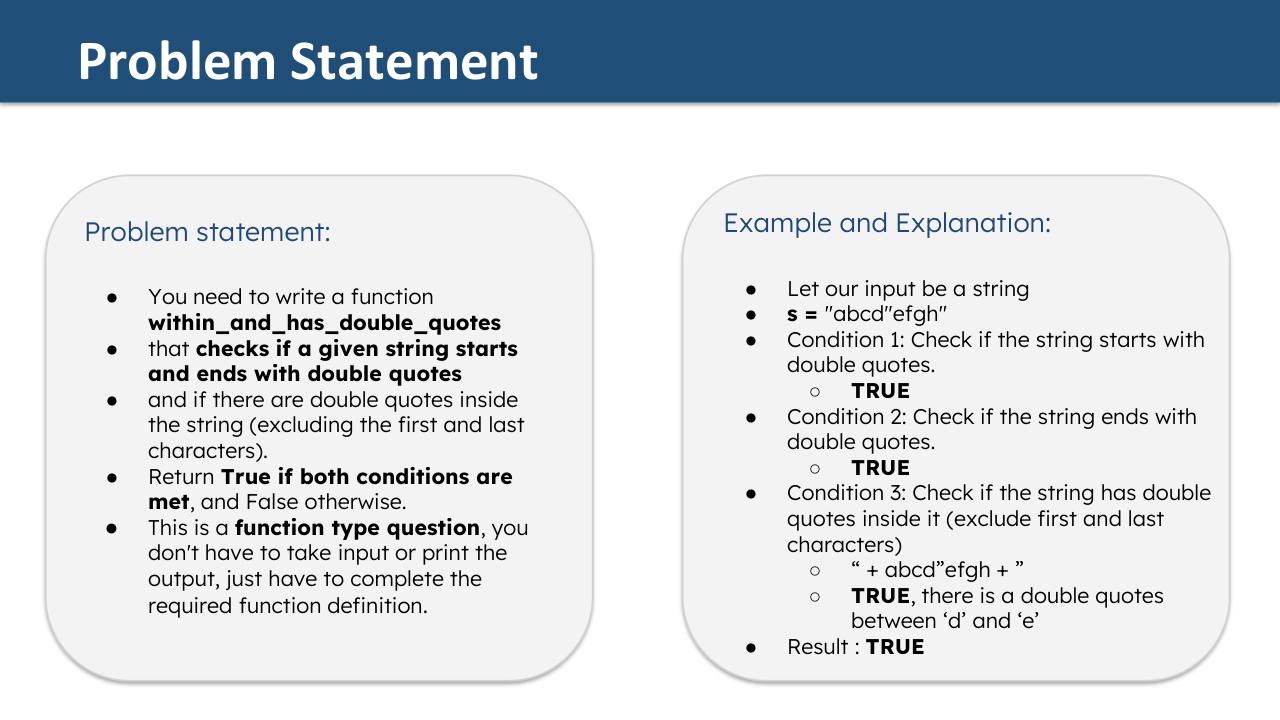 Problem Statement
Problem statement:
● You need to write a function
within_and_has_double_quotes
● that checks if a given string starts
and ends with double quotes
● and if there are double quotes inside
the string (excluding the first and last
characters).
● Return True if both conditions are
met, and False otherwise.
● This is a function type question, you
don't have to take input or print the
output, just have to complete the
required function definition.
Example and Explanation:
● Let our input be a string
● s = "abcd"efgh"
● Condition 1: Check if the string starts with
double quotes.
○ TRUE
● Condition 2: Check if the string ends with
double quotes.
○ TRUE
● Condition 3: Check if the string has double
quotes inside it (exclude first and last
characters)
○ “ + abcd”efgh + ”
○ TRUE, there is a double quotes
between ‘d’ and ‘e’
● Result : TRUE